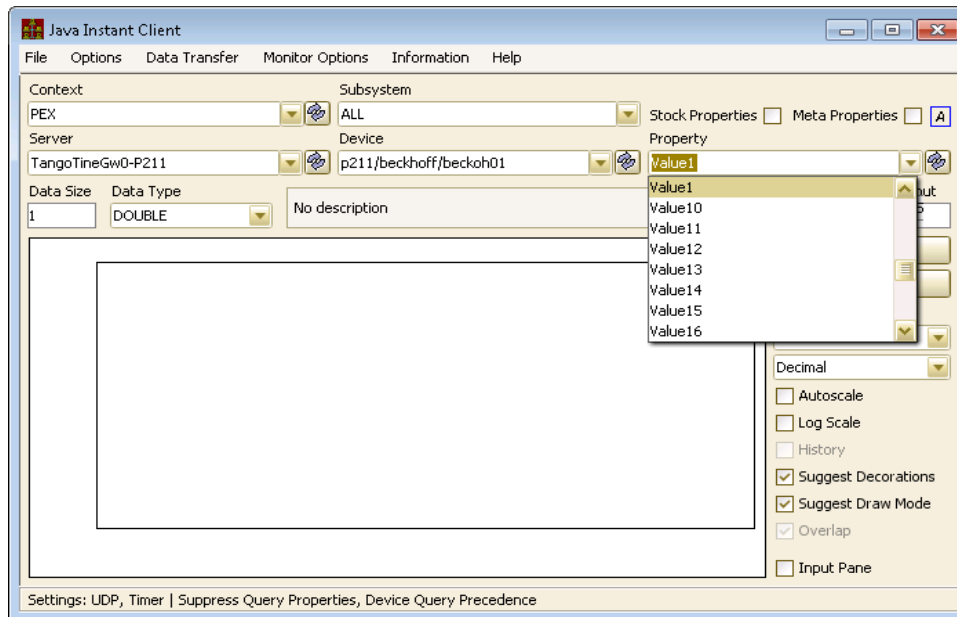 Java Instant Client
File Options Data Transfer Monitor Options Information Help
Context Subsystem
PEX ALL Stock Properties Meta Properties A
Server Device Property
TangoTineGw0-P211 p211/beckhoff/beckoh01 Value1
Data Size Data Type
1 DOUBLE No description
Value1
Value10
Value11
Value12
Value13
Value14
Value15
Value16
Decimal
Autoscale
Log Scale
History
Suggest Decorations
Suggest Draw Mode
Overlap
Input Pane
Settings: UDP, Timer | Suppress Query Properties, Device Query Precedence